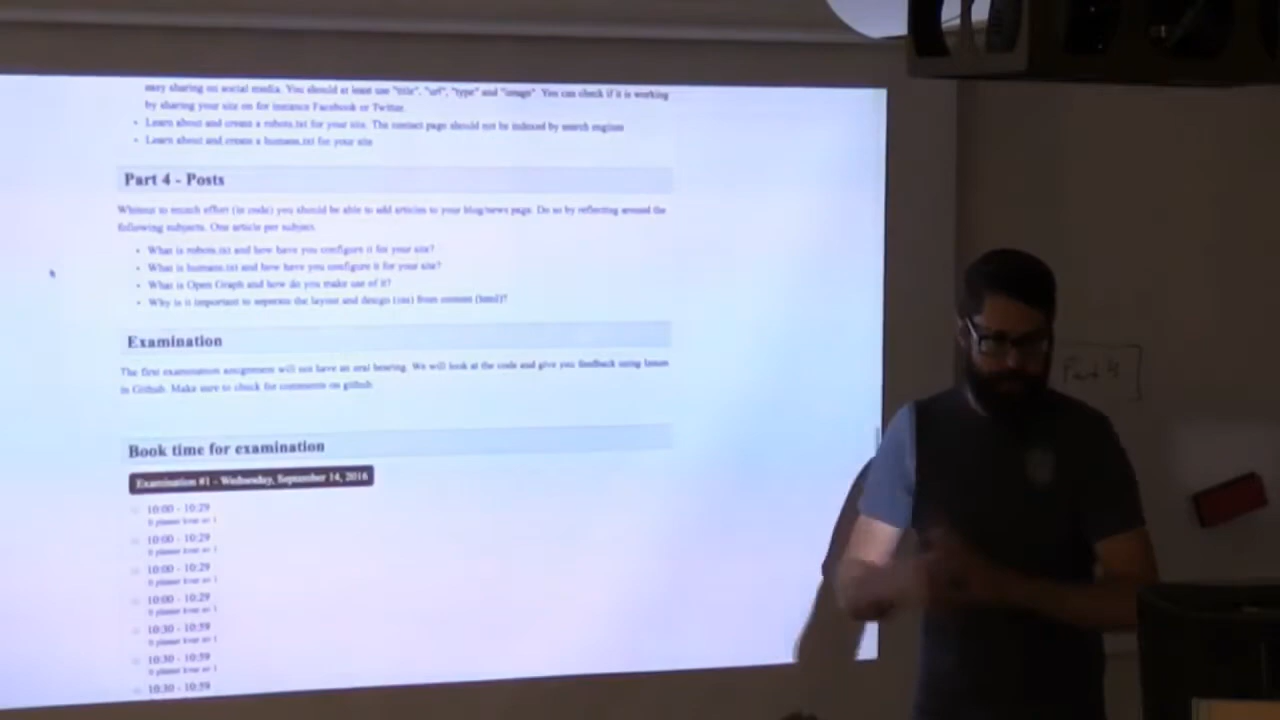 easy sharing on social media. You should at least use "title", "url", "type" and "image". You can check if it is working
by sharing your site on for instance Facebook or Twitter.
• Learn about and create a robots.txt for your site. The contact page should not be indexed by search engines
• Learn about and create a humans.txt for your site
Part 4 - Posts
Whitout to mutch effort (in code) you should be able to add articles to your blog/news page. Do so by reflecting around the
following subjects. One article per subject.
• What is robots.txt and how have you configure it for your site?
• What is humans.txt and how have you configure it for your site?
• What is Open Graph and how do you make use of it?
• Why is it important to seperate the layout and design (css) from content (html)?
Examination
The first examination assignment will not have an oral hearing. We will look at the code and give you feedback using Issues
in Github. Make sure to check for comments on github.
Book time for examination
Examination #1 - Wednesday, September 14, 2016
10:00 - 10:29
10:00 - 10:29
10:00 - 10:29
10:00 - 10:29
10:30 - 10:59
10:30 - 10:59
10:30 - 10:59